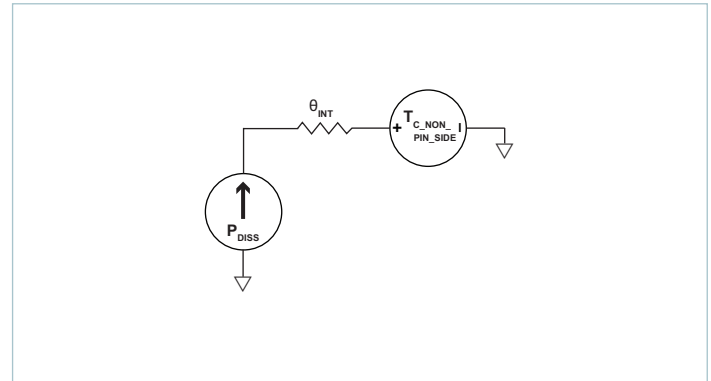 θINT
+ TC_NON_ I
PIN_SIDE
PDISS